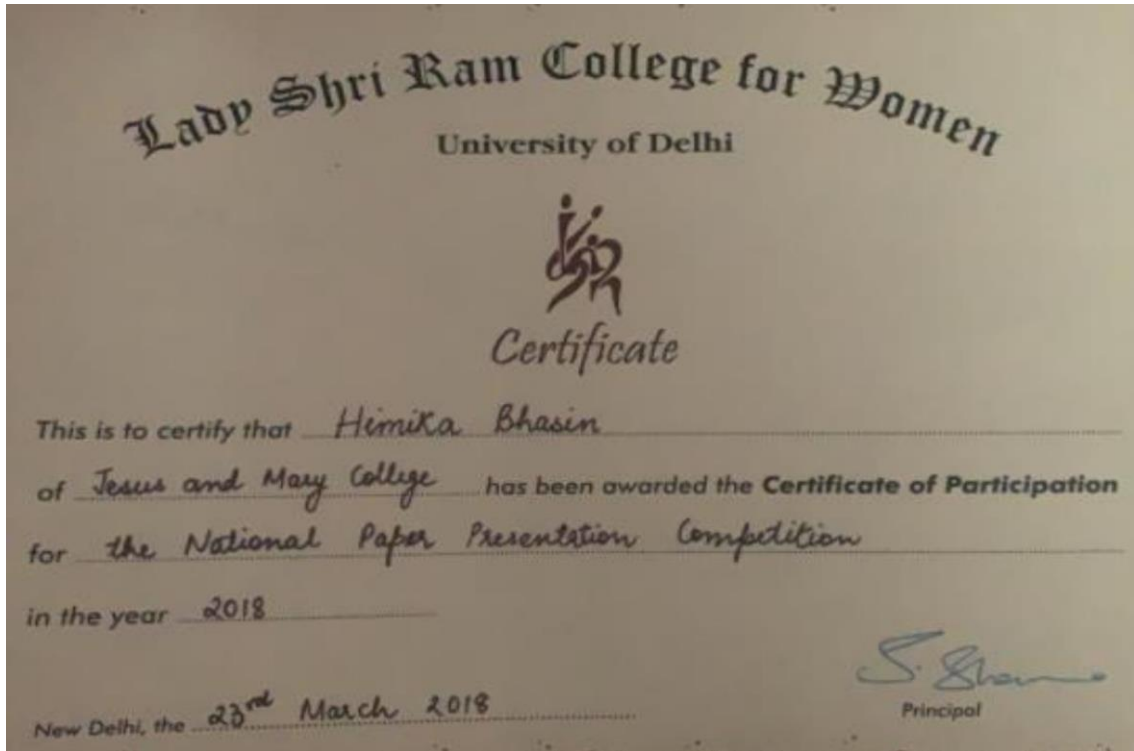 Lady Shri Ram College for Women
University of Delhi
Certificate
This is to certify that Himika Bhasin
of Jesus and Mary College has been awarded the Certificate of Participation
for the National Paper Presentation Competition
in the year 2018
S. Sha
Principal
New Delhi, the 23rd March 2018